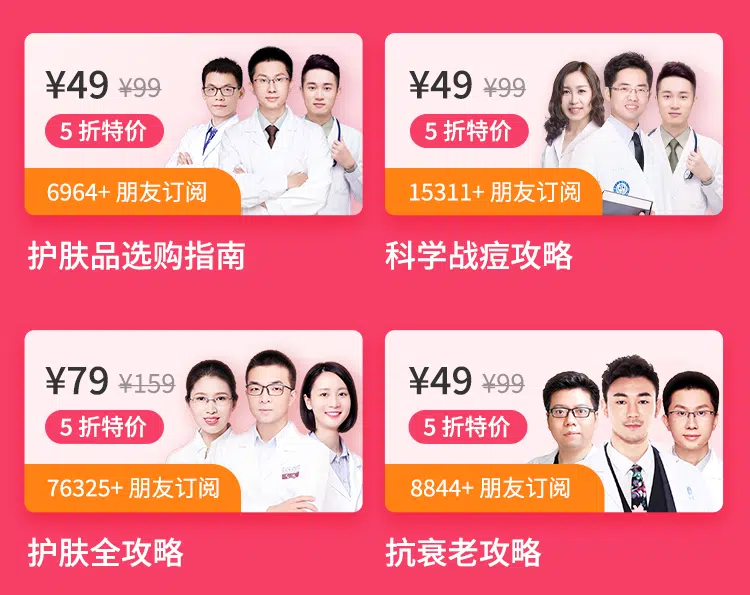 ¥49 ¥99
5 折特价
6964+ 朋友订阅
护肤品选购指南
¥49 ¥99
5 折特价
15311+ 朋友订阅
科学战痘攻略
¥79 ¥159
5 折特价
76325+ 朋友订阅
护肤全攻略
¥49 ¥99
5 折特价
8844+ 朋友订阅
抗衰老攻略